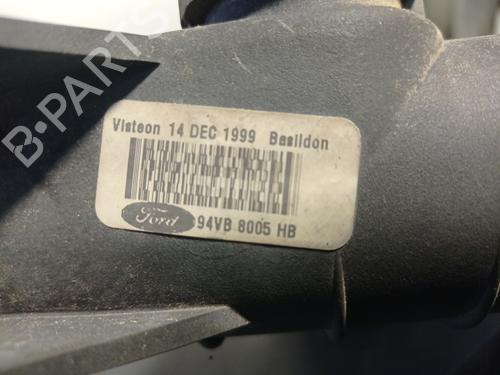 B-PARTS
Visteon 14 DEC 1999 Basildon
Ford 94VB 8005 HB